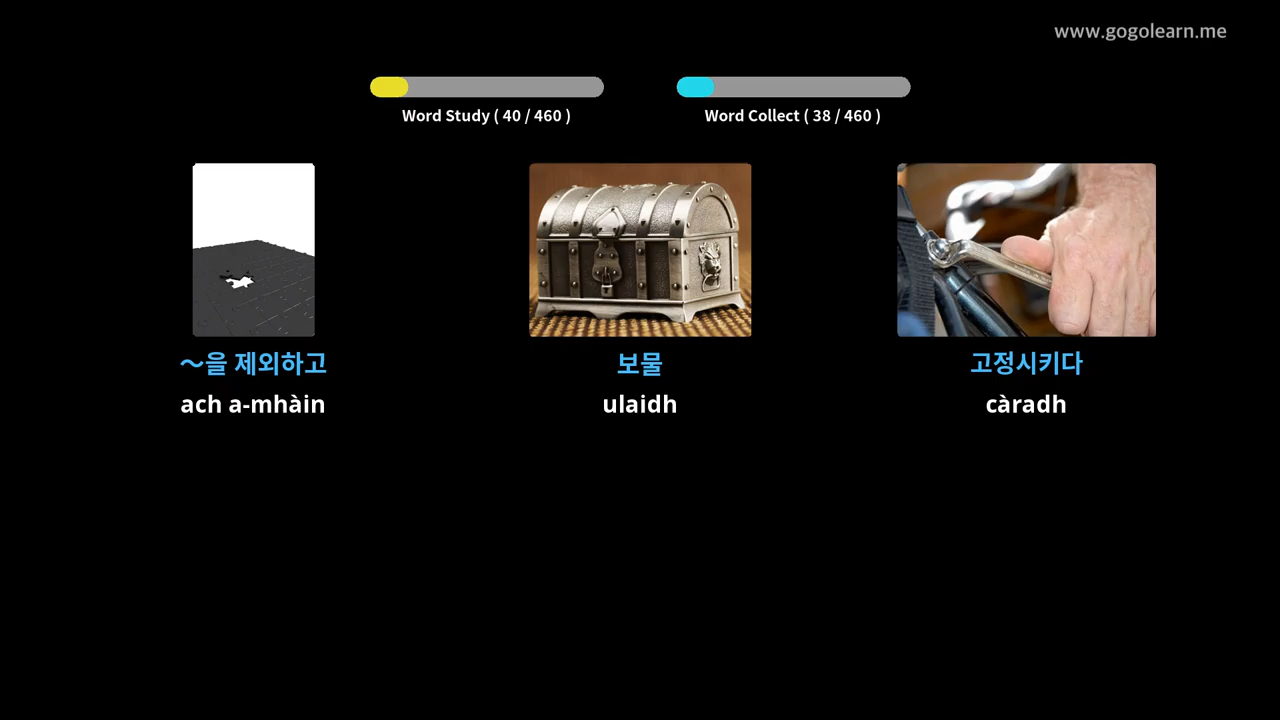 www.gogolearn.me
Word Study ( 40 / 460 )
Word Collect ( 38 / 460 )
～을 제외하고
보물
고정시키다
ach a-mhàin
ulaidh
càradh